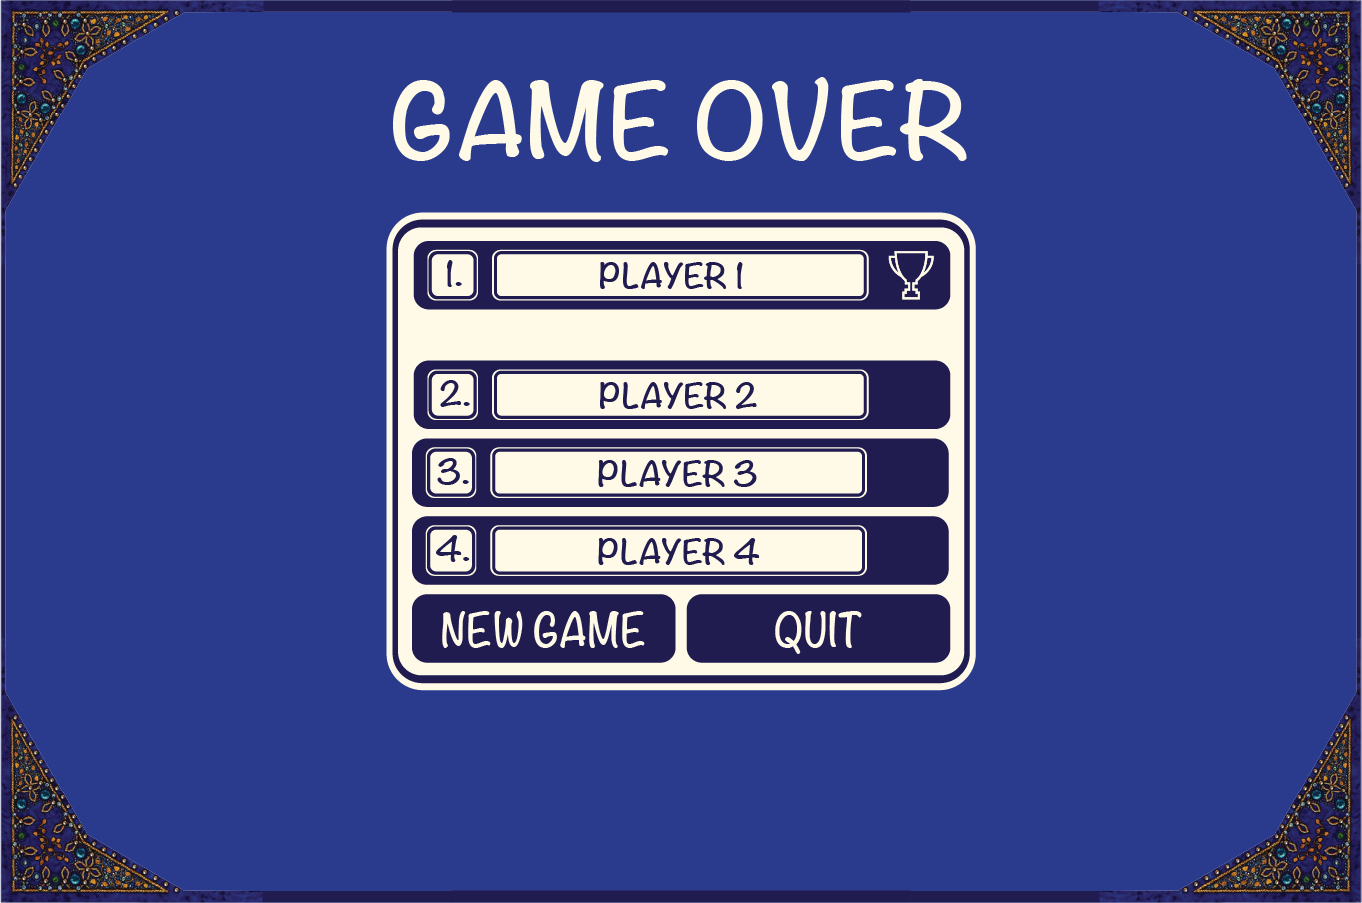 GAME OVER
1. PLAYER 1
2. PLAYER 2
3. PLAYER 3
4. PLAYER 4
NEW GAME QUIT